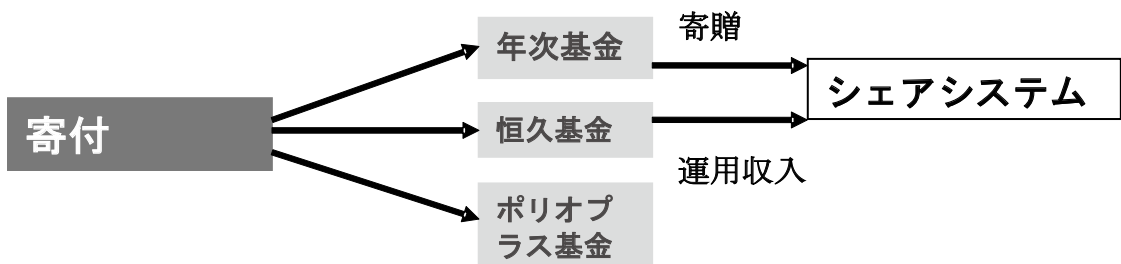 寄付
年次基金
恒久基金
ポリオプ
ラス基金
寄贈
運用収入
シェアシステム